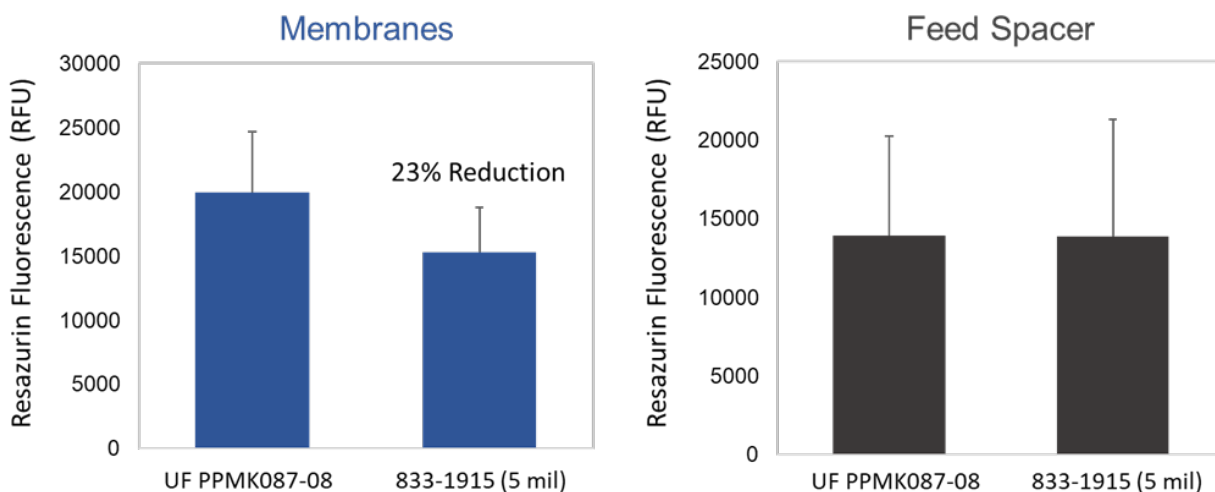 Membranes
Resazurin Fluorescence (RFU)
30000
25000
20000
15000
10000
5000
0
23% Reduction
UF PPMK087-08
833-1915 (5 mil)
Feed Spacer
Resazurin Fluorescence (RFU)
25000
20000
15000
10000
5000
0
UF PPMK087-08
833-1915 (5 mil)